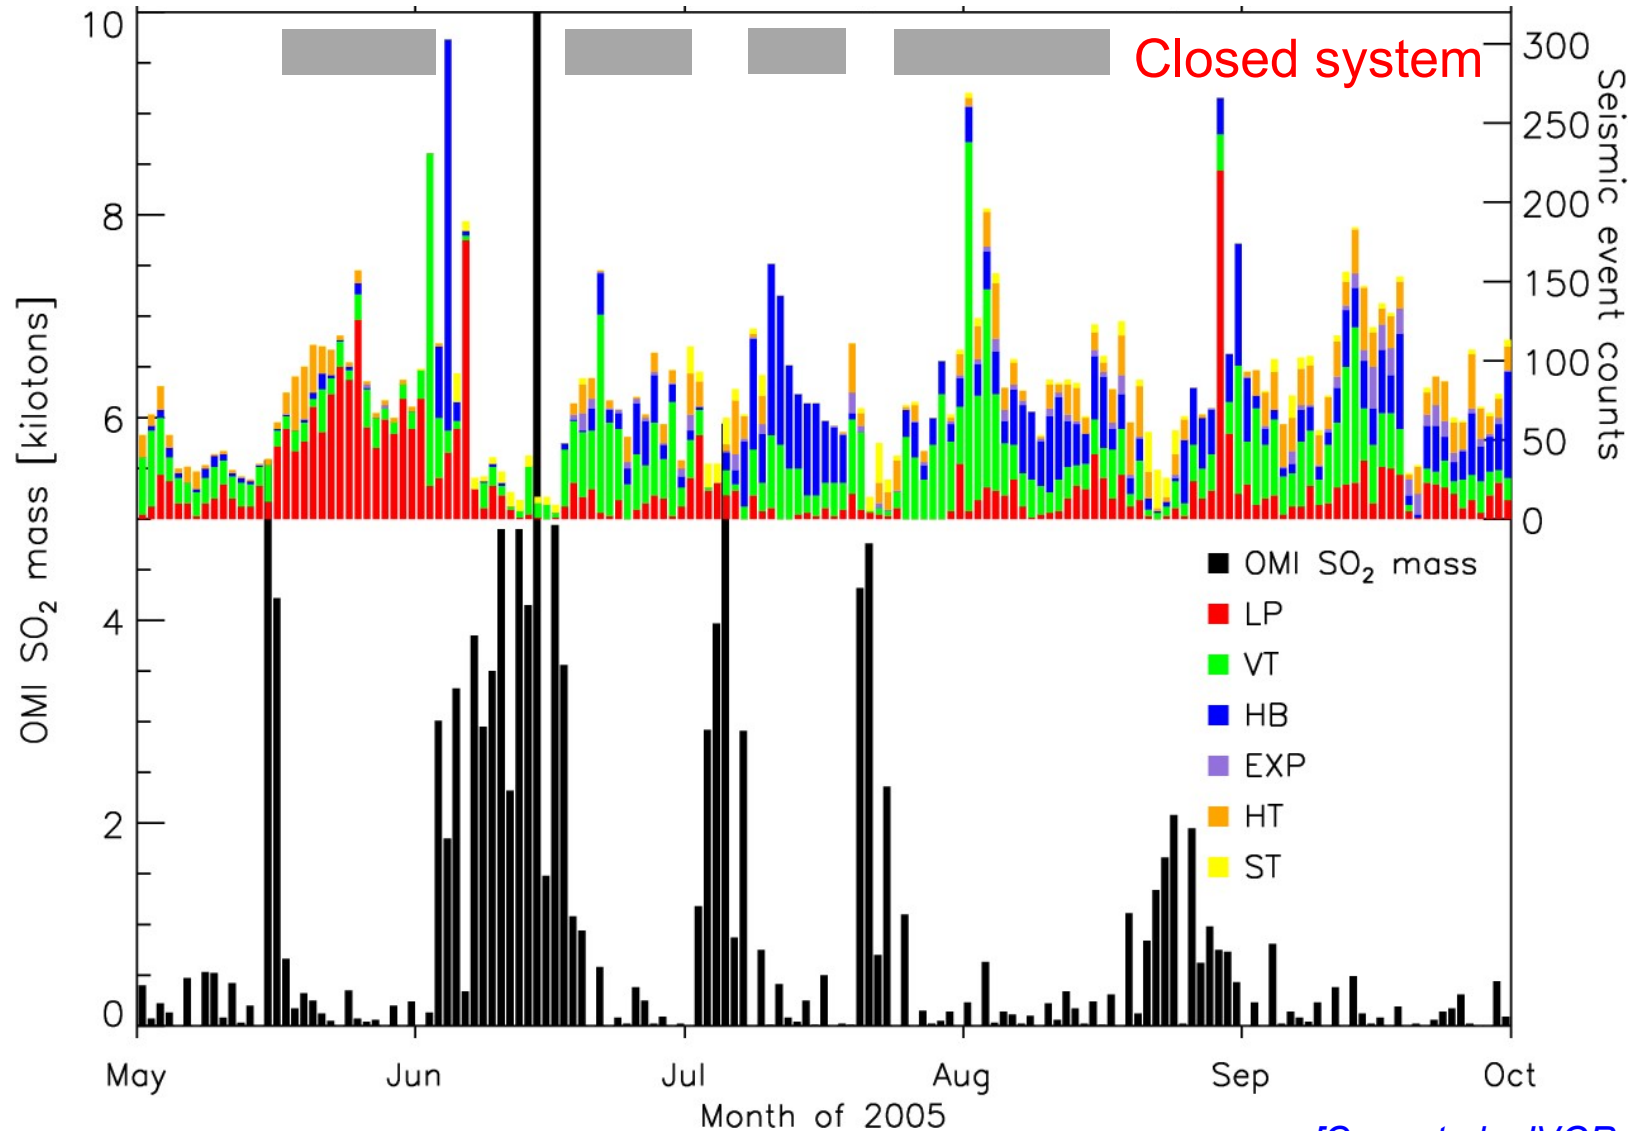 Closed system
10
8
6
4
2
0
OMI SO₂ mass [kilotons]
300
250
200
150
100
50
0
Seismic event counts
OMI SO₂ mass
LP
VT
HB
EXP
HT
ST
May
Jun
Jul
Aug
Sep
Oct
Month of 2005